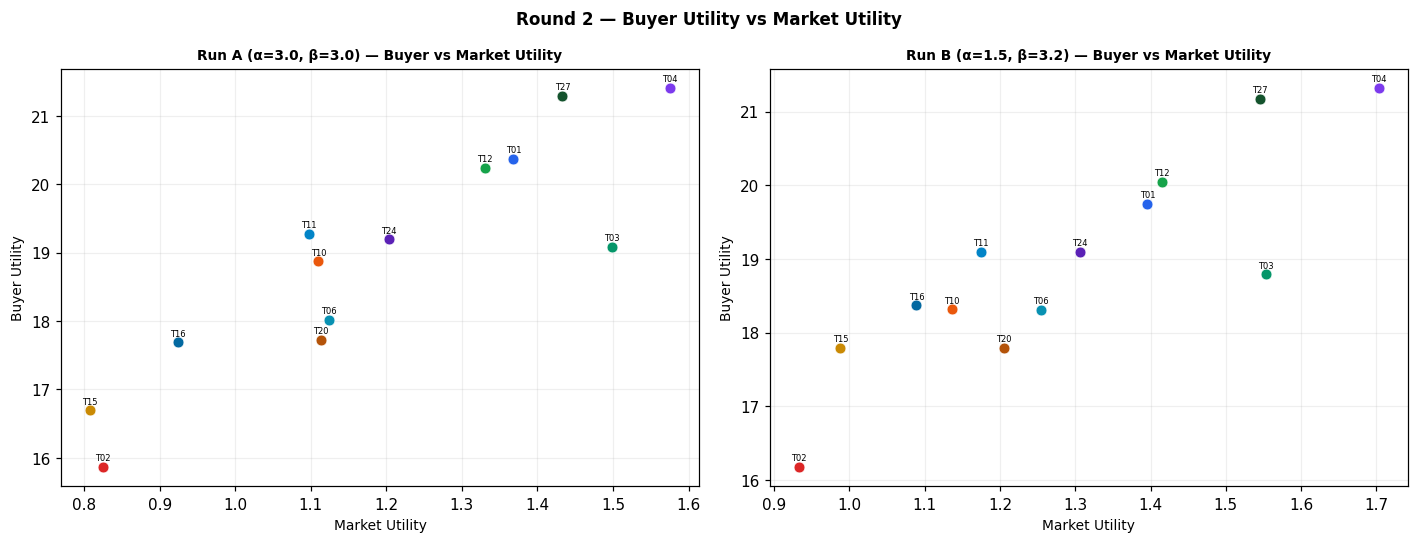 Round 2 — Buyer Utility vs Market Utility
Run A (α=3.0, β=3.0) — Buyer vs Market Utility
Buyer Utility
21
20
19
18
17
16
T04
T27
T01
T12
T11
T24
T03
T10
T06
T20
T16
T15
T02
0.8 0.9 1.0 1.1 1.2 1.3 1.4 1.5 1.6
Market Utility
Run B (α=1.5, β=3.2) — Buyer vs Market Utility
Buyer Utility
21
20
19
18
17
16
T04
T27
T12
T01
T11
T24
T03
T16
T10
T06
T15
T20
T02
0.9 1.0 1.1 1.2 1.3 1.4 1.5 1.6 1.7
Market Utility